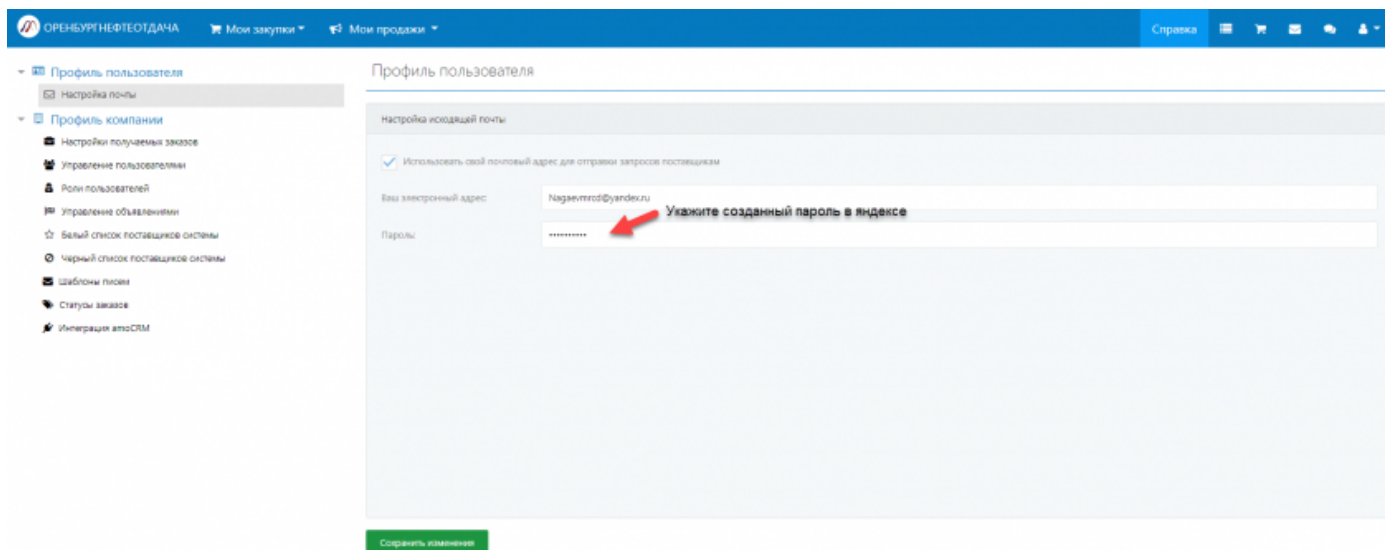 ОРЕНБУРГНЕФТЕОТДАЧА Мои закупки Мои продажи Справка
Профиль пользователя
Настройка почты
Профиль компании
Настройки получаемых заказов
Управление пользователями
Роли пользователей
Управление объявлениями
Белый список поставщиков системы
Черный список поставщиков системы
Шаблоны писем
Статусы заказов
Интеграция amoCRM
Профиль пользователя
Настройка исходящей почты
Использовать свой почтовый адрес для отправки запросов поставщикам
Ваш электронный адрес: Nagaevmrcd@yandex.ru
Укажите созданный пароль в яндексе
Пароль:
Сохранить изменения